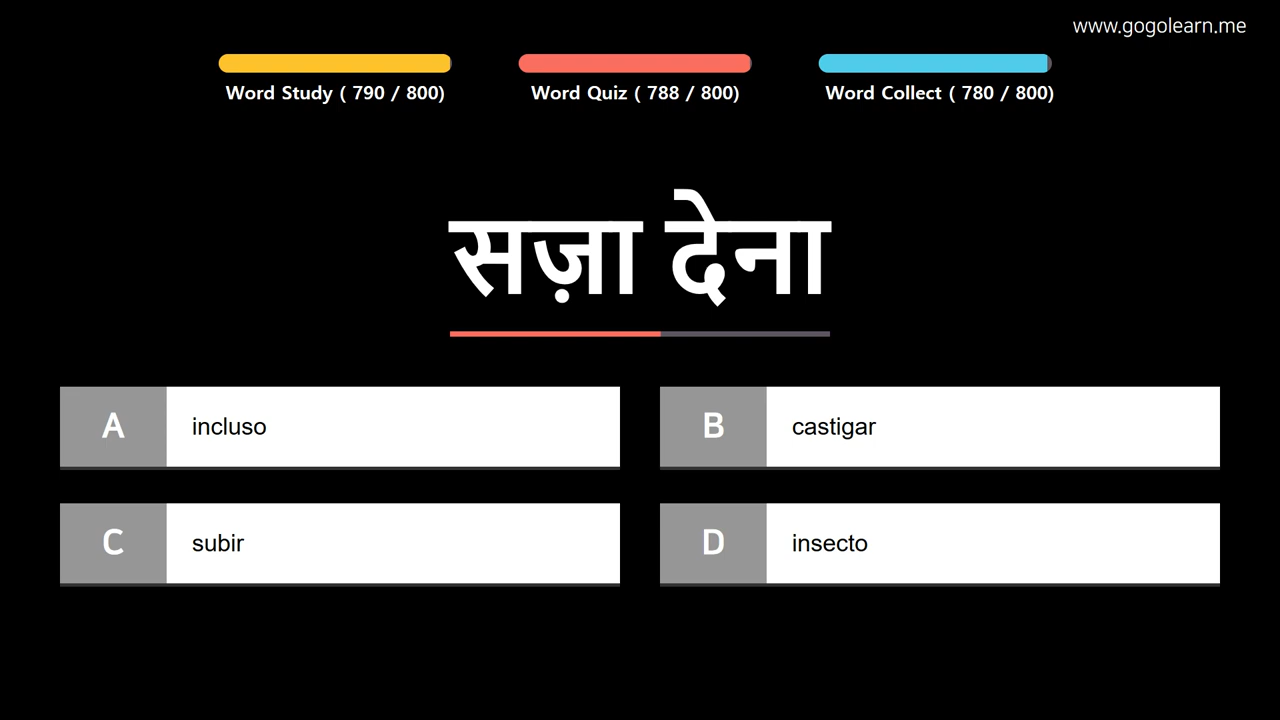 www.gogolearn.me
Word Study ( 790 / 800)
Word Quiz ( 788 / 800)
Word Collect ( 780 / 800)
सज़ा देना
A incluso
B castigar
C subir
D insecto